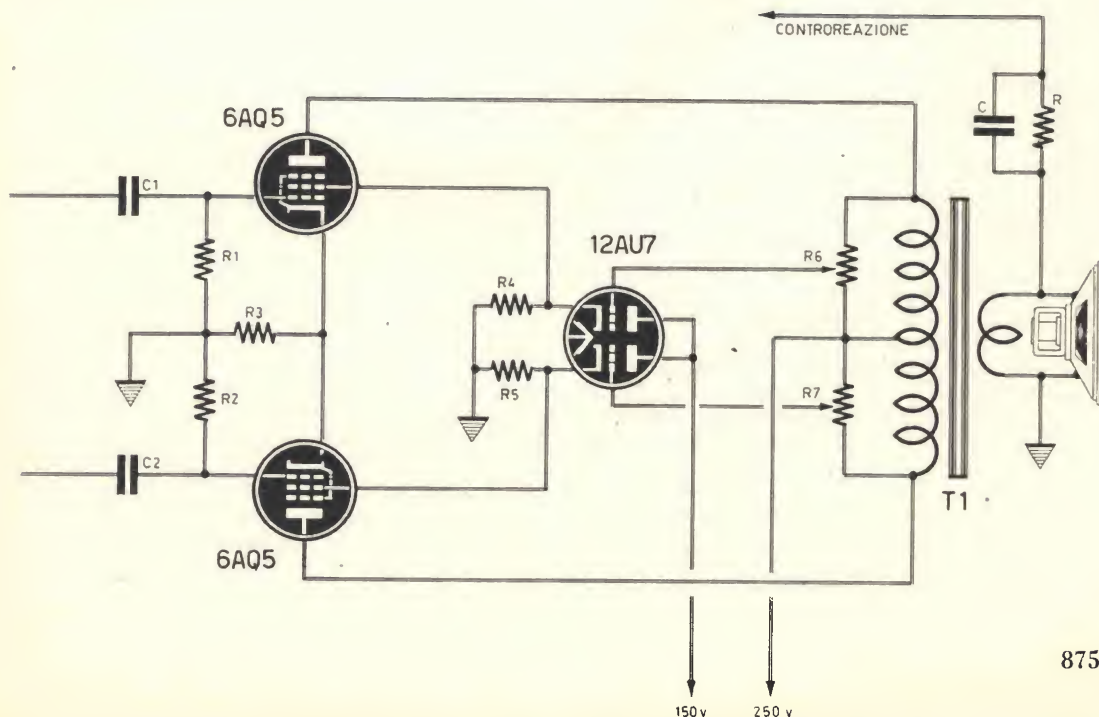 CONTROREAZIONE
6AQ5
C
R
C1
12AU7
R1
R4
R6
R3
R5
R7
R2
C2
T1
6AQ5
875
150 v
250 v